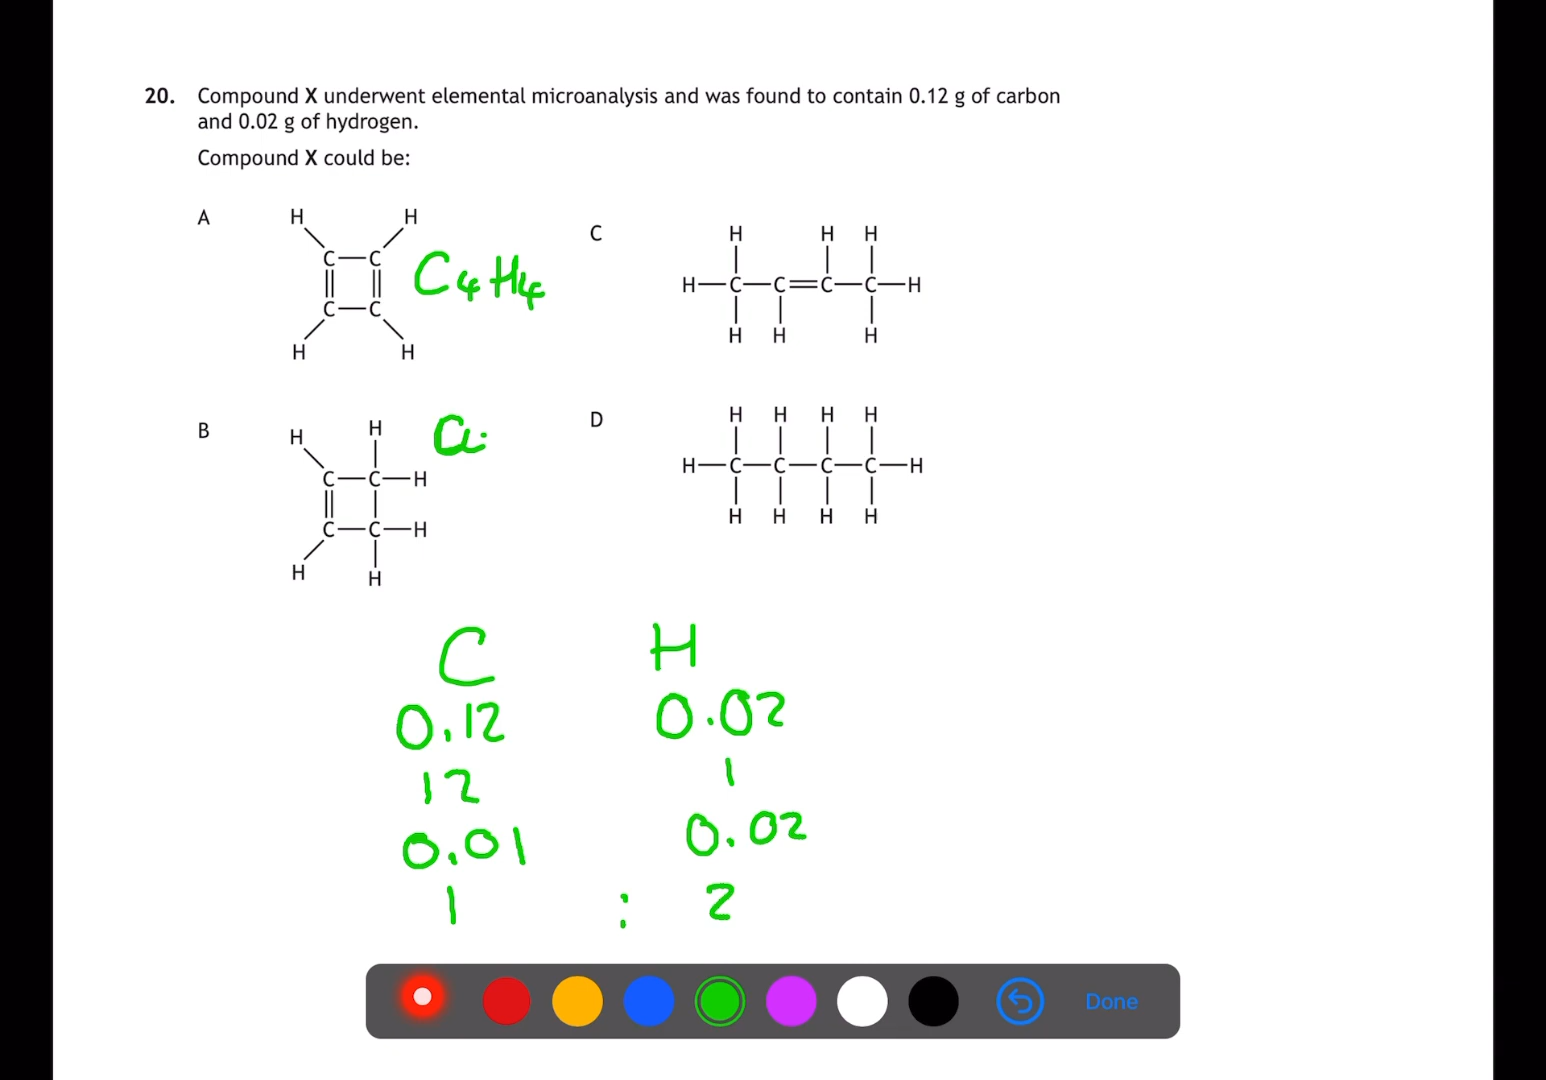 20. Compound X underwent elemental microanalysis and was found to contain 0.12 g of carbon
and 0.02 g of hydrogen.
Compound X could be:
A
H H
C C
C C
H H
C4H4
C
H H H
H C C C C H
H H H
B
H H
C C H
C C H
H H
D
H H H H
H C C C C H
H H H H
C H
0.12 0.02
12 1
0.01 0.02
1 : 2
Done